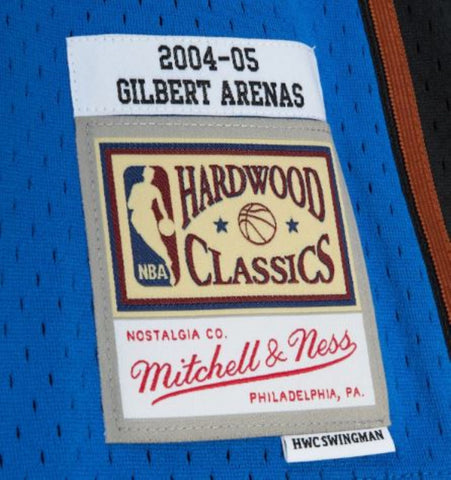 2004-05
GILBERT ARENAS
HARDWOOD
CLASSICS
NBA
NOSTALGIA CO.
Mitchell & Ness
PHILADELPHIA, PA.
HWC SWINGMAN